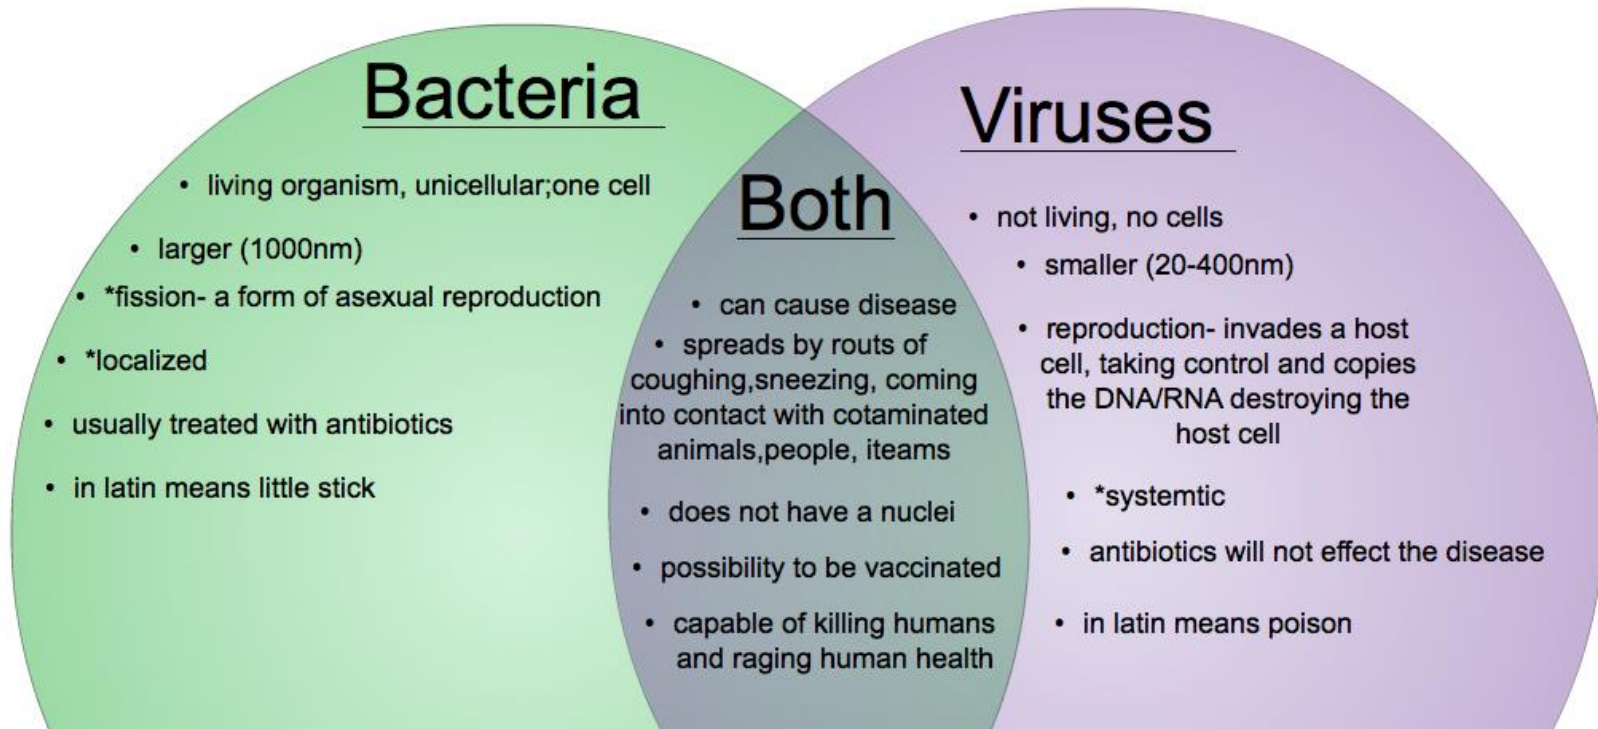 Bacteria
• living organism, unicellular;one cell
• larger (1000nm)
• *fission- a form of asexual reproduction
• *localized
• usually treated with antibiotics
• in latin means little stick
Both
• can cause disease
• spreads by routs of
coughing,sneezing, coming
into contact with cotaminated
animals,people, iteams
• does not have a nuclei
• possibility to be vaccinated
• capable of killing humans
and raging human health
Viruses
• not living, no cells
• smaller (20-400nm)
• reproduction- invades a host
cell, taking control and copies
the DNA/RNA destroying the
host cell
• *systemtic
• antibiotics will not effect the disease
• in latin means poison